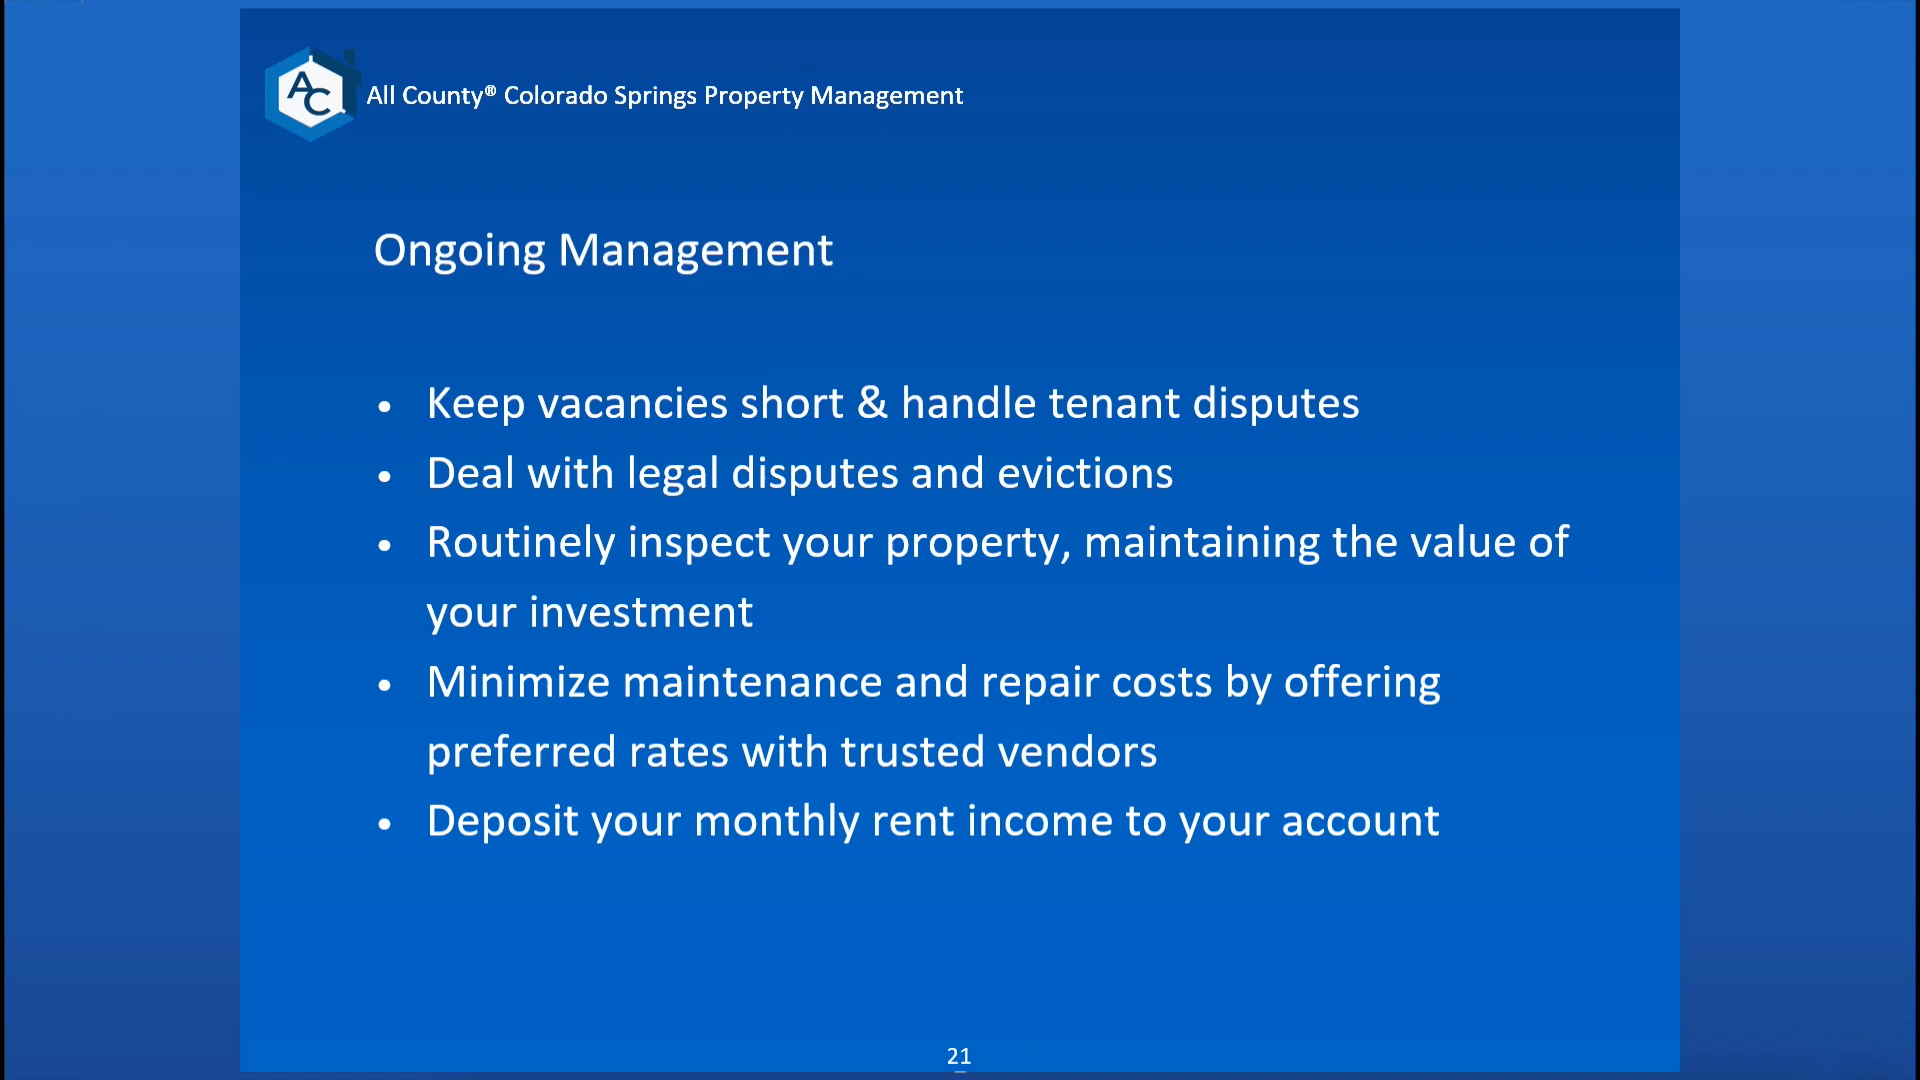 AC
All County® Colorado Springs Property Management
Ongoing Management
• Keep vacancies short & handle tenant disputes
• Deal with legal disputes and evictions
• Routinely inspect your property, maintaining the value of
your investment
• Minimize maintenance and repair costs by offering
preferred rates with trusted vendors
• Deposit your monthly rent income to your account
21